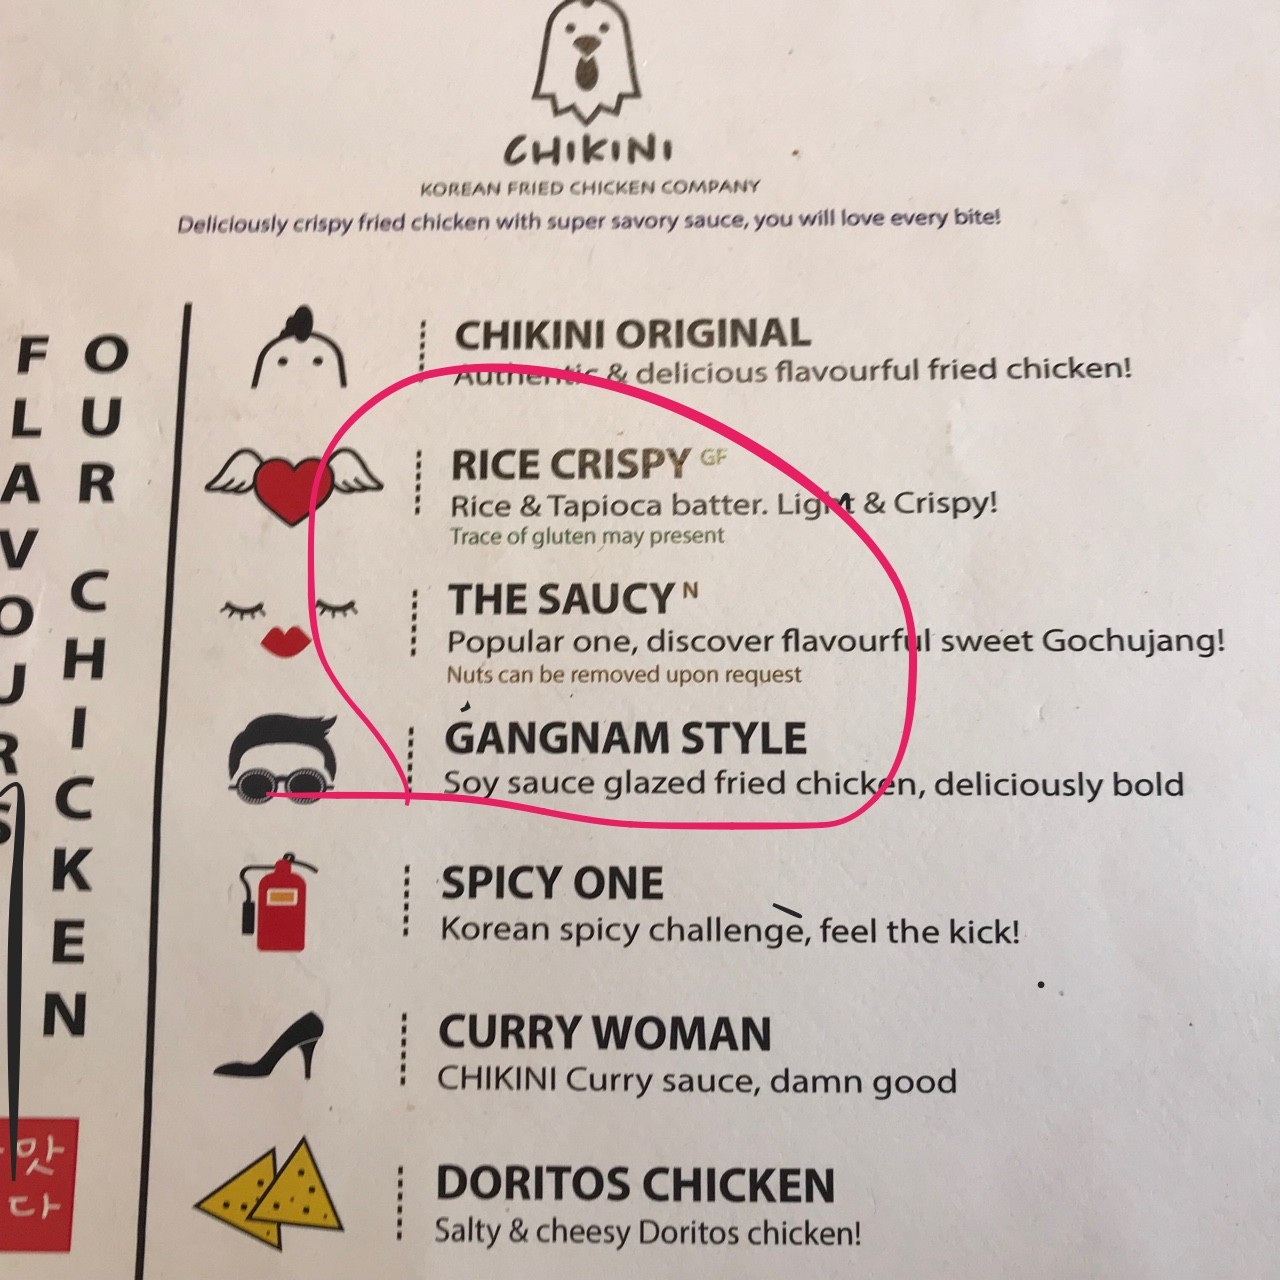 CHIKINI
KOREAN FRIED CHICKEN COMPANY
Deliciously crispy fried chicken with super savory sauce, you will love every bite!
OUR CHICKEN
FLAVOURS
CHIKINI ORIGINAL
Authentic & delicious flavourful fried chicken!
RICE CRISPY GF
Rice & Tapioca batter. Light & Crispy!
Trace of gluten may present
THE SAUCY N
Popular one, discover flavourful sweet Gochujang!
Nuts can be removed upon request
GANGNAM STYLE
Soy sauce glazed fried chicken, deliciously bold
SPICY ONE
Korean spicy challenge, feel the kick!
CURRY WOMAN
CHIKINI Curry sauce, damn good
DORITOS CHICKEN
Salty & cheesy Doritos chicken!
맛
다